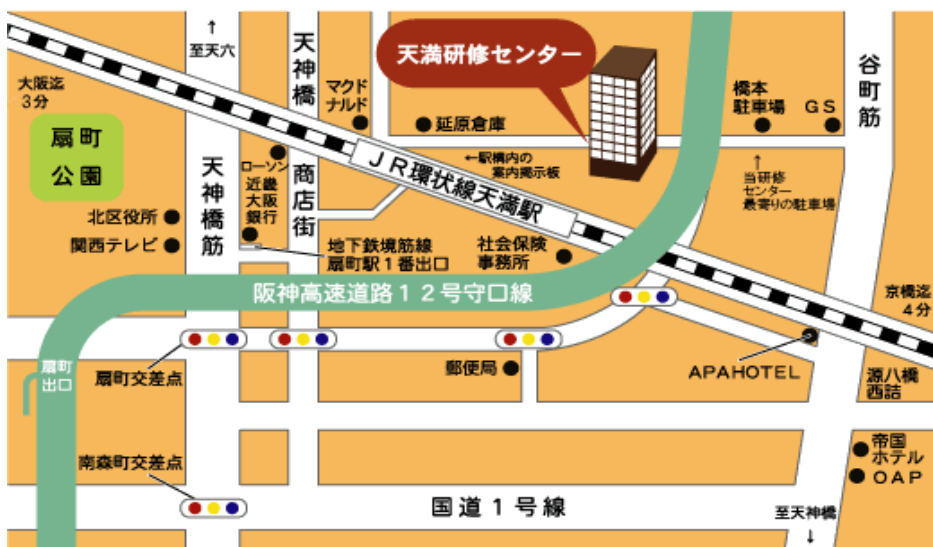 ↑
至天六
天神橋
商店街
天満研修センター
谷町筋
大阪迄
3分
マクド
ナルド
延原倉庫
橋本
駐車場
GS
扇町
公園
JR環状線天満駅
←駅構内の
案内掲示板
↑
当研修
センター
最寄りの駐車場
天神橋筋
ローソン
近畿
大阪
銀行
北区役所
関西テレビ
地下鉄境筋線
扇町駅1番出口
社会保険
事務所
阪神高速道路12号守口線
京橋迄
4分
扇町
出口
扇町交差点
郵便局
APAHOTEL
源八橋
西詰
南森町交差点
帝国
ホテル
OAP
国道1号線
至天神橋
↓